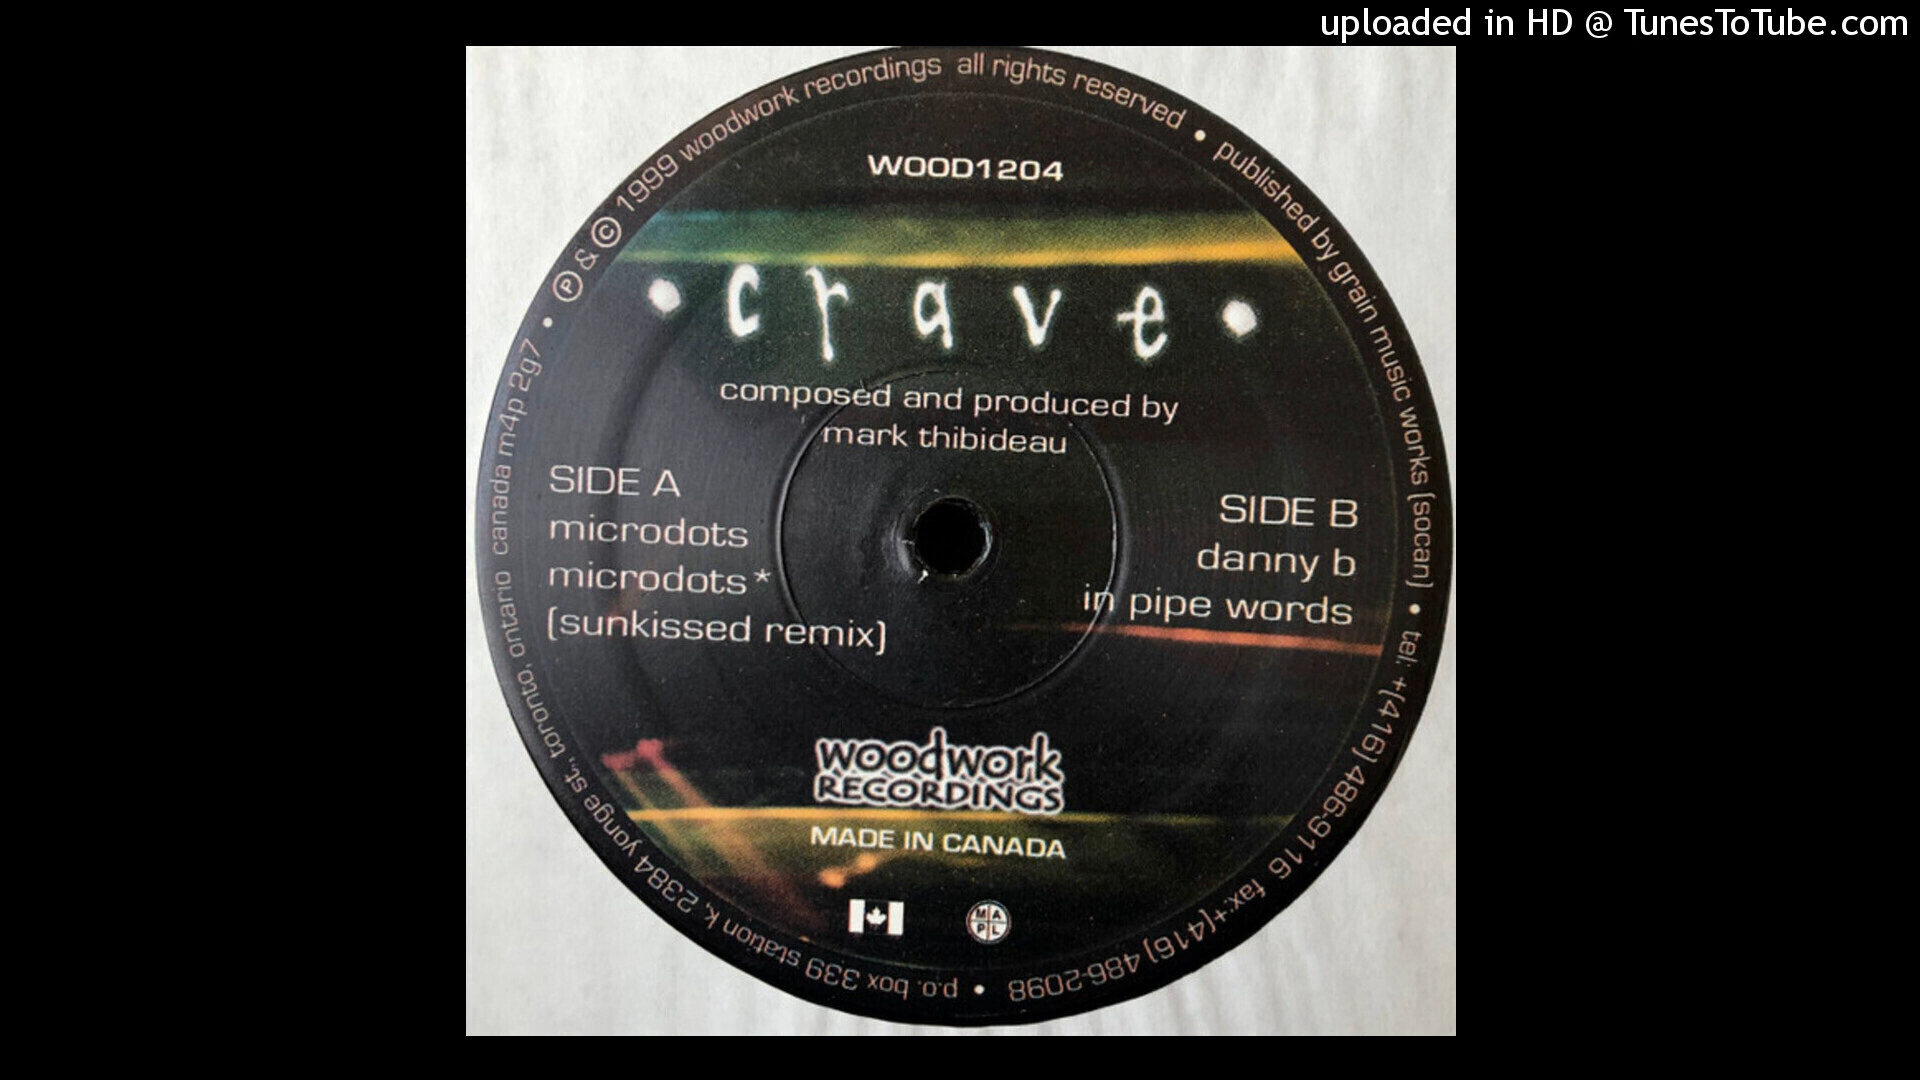 uploaded in HD @ TunesToTube.com
℗ & © 1999 woodwork recordings all rights reserved • published by grain music works (socan) • tel: +(416) 486-9116 fax:+(416) 486-2098 • p.o. box 339 station k, 2384 yonge st., toronto, ontario canada m4p 2g7 •
WOOD1204
• crave •
composed and produced by
mark thibideau
SIDE A
microdots
microdots*
(sunkissed remix)
SIDE B
danny b
in pipe words
woodwork
RECORDINGS
MADE IN CANADA
MA
PL